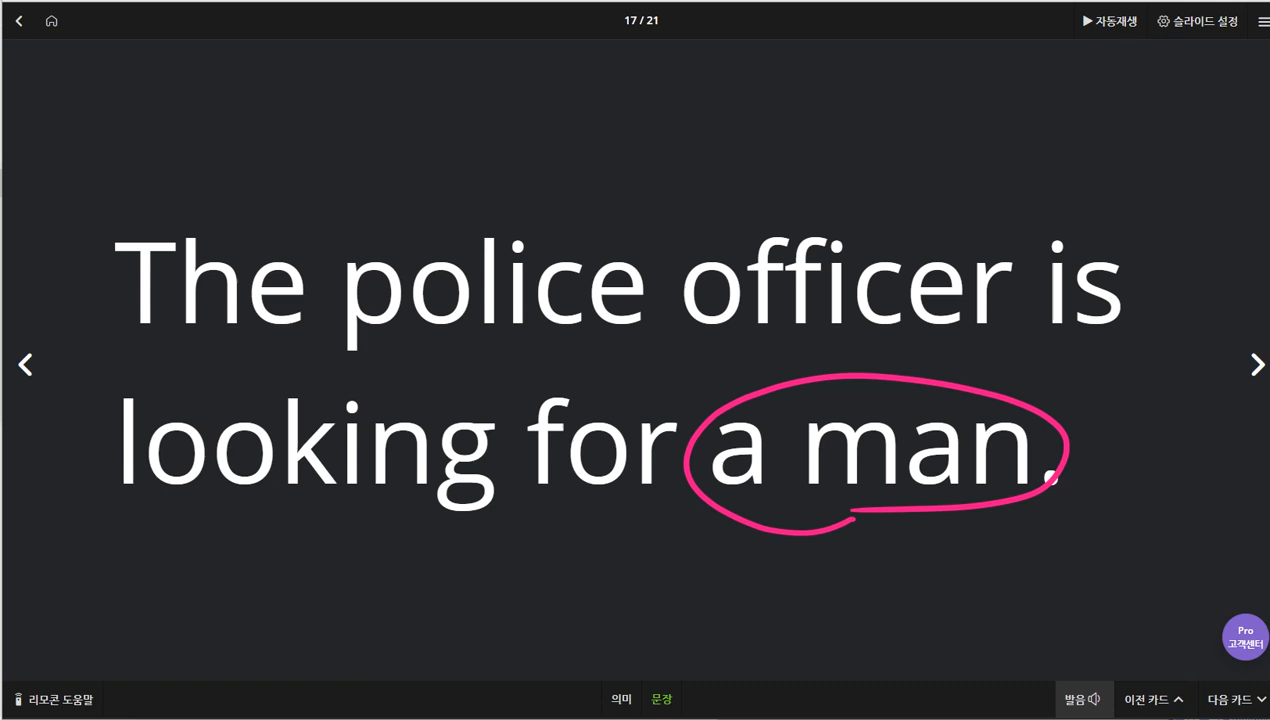 17 / 21
자동재생
슬라이드 설정
The police officer is
looking for a man.
Pro
고객센터
리모콘 도움말
의미
문장
발음
이전 카드
다음 카드